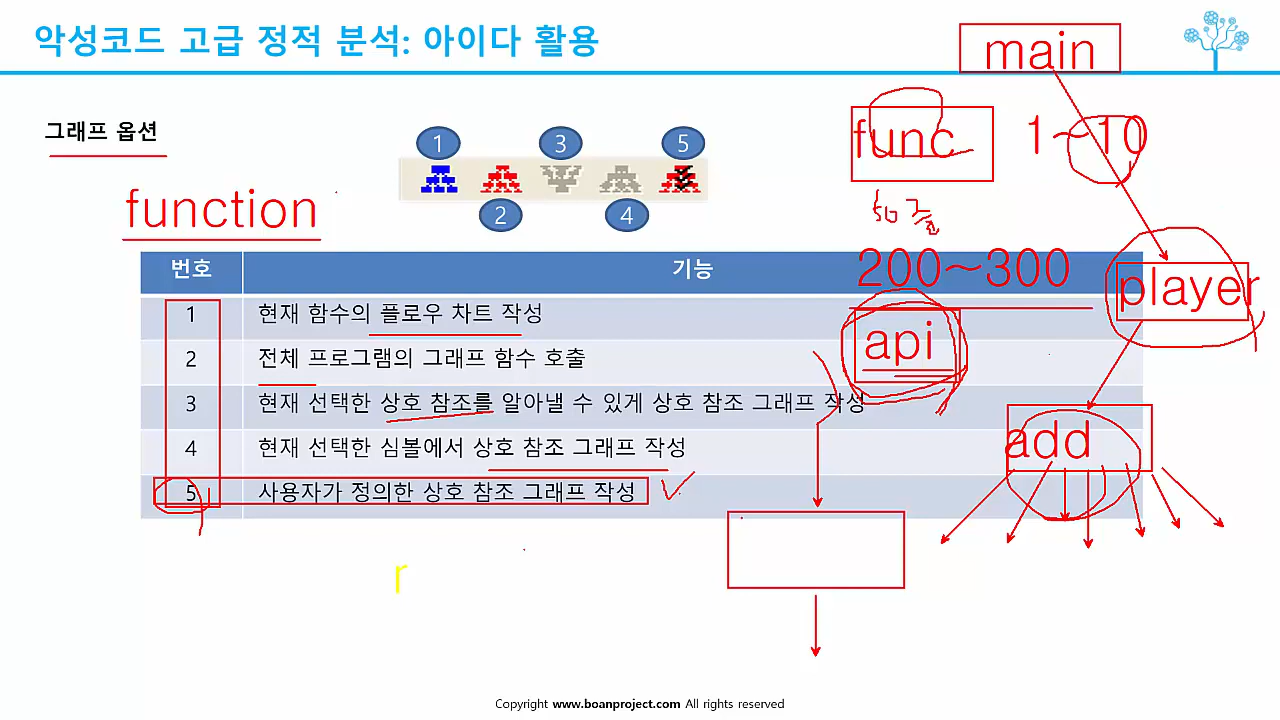 악성코드 고급 정적 분석: 아이다 활용
main
그래프 옵션
1 3 5
func 1~10
function
2 4
50줄
번호 기능 200~300
player
1 현재 함수의 플로우 차트 작성
api
2 전체 프로그램의 그래프 함수 호출
3 현재 선택한 상호 참조를 알아낼 수 있게 상호 참조 그래프 작성
add
4 현재 선택한 심볼에서 상호 참조 그래프 작성
5 사용자가 정의한 상호 참조 그래프 작성
r
Copyright www.boanproject.com All rights reserved